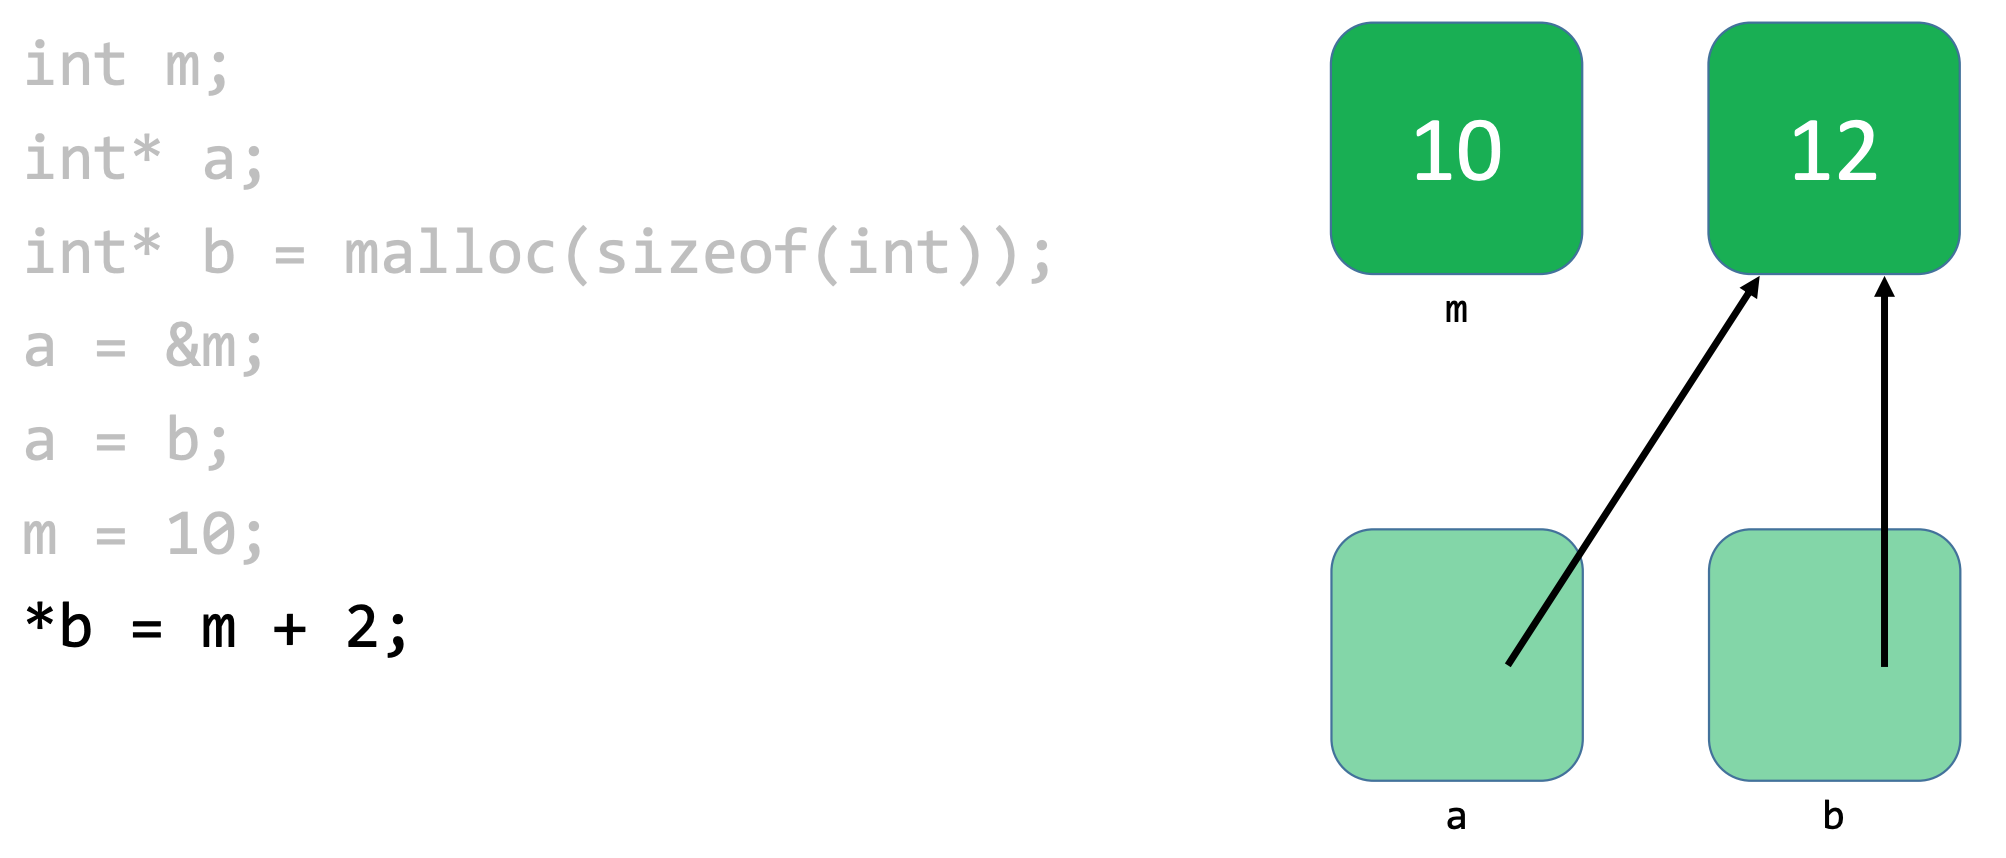 int m;
int* a;
int* b = malloc(sizeof(int));
a = &m;
a = b;
m = 10;
*b = m + 2;
10
12
m
a
b